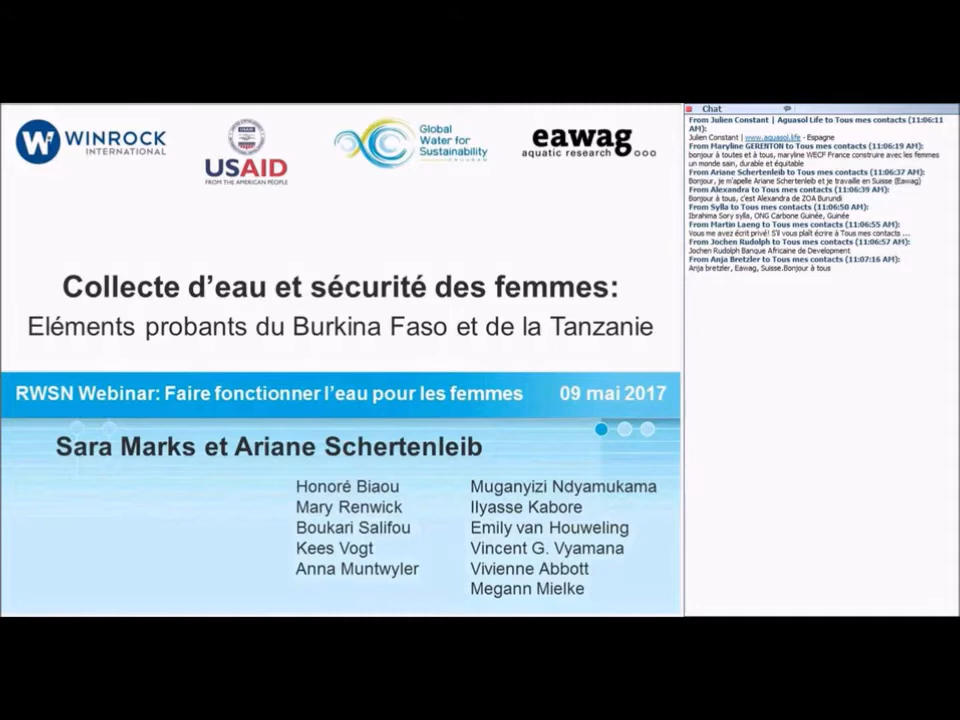 WINROCK
INTERNATIONAL
USAID
FROM THE AMERICAN PEOPLE
Global
Water for
Sustainability
PROGRAM
eawag
aquatic research
Collecte d'eau et sécurité des femmes:
Eléments probants du Burkina Faso et de la Tanzanie
RWSN Webinar: Faire fonctionner l'eau pour les femmes 09 mai 2017
Sara Marks et Ariane Schertenleib
Honoré Biaou
Mary Renwick
Boukari Salifou
Kees Vogt
Anna Muntwyler
Muganyizi Ndyamukama
Ilyasse Kabore
Emily van Houweling
Vincent G. Vyamana
Vivienne Abbott
Megann Mielke
Chat
From Julien Constant | Aquasol Life to Tous mes contacts (11:06:11
AM):
Julien Constant | www.aquasol.life - Espagne
From Maryline GERENTON to Tous mes contacts (11:06:19 AM):
bonjour à toutes et à tous, maryline WECF France construire avec les femmes
un monde sain, durable et équitable
From Ariane Schertenleib to Tous mes contacts (11:06:37 AM):
Bonjour, je m'apelle Ariane Schertenleib et je travaille en Suisse (Eawag)
From Alexandra to Tous mes contacts (11:06:39 AM):
Bonjour à tous, c'est Alexandra de ZOA Burundi
From Sylla to Tous mes contacts (11:06:50 AM):
Ibrahima Sory sylla, ONG Carbone Guinée, Guinée
From Martin Laeng to Tous mes contacts (11:06:55 AM):
Vous me avez écrit privé! S'il vous plaît écrire à Tous mes contacts ...
From Jochen Rudolph to Tous mes contacts (11:06:57 AM):
Jochen Rudolph Banque Africaine de Development
From Anja Bretzler to Tous mes contacts (11:07:16 AM):
Anja bretzler, Eawag, Suisse.Bonjour à tous